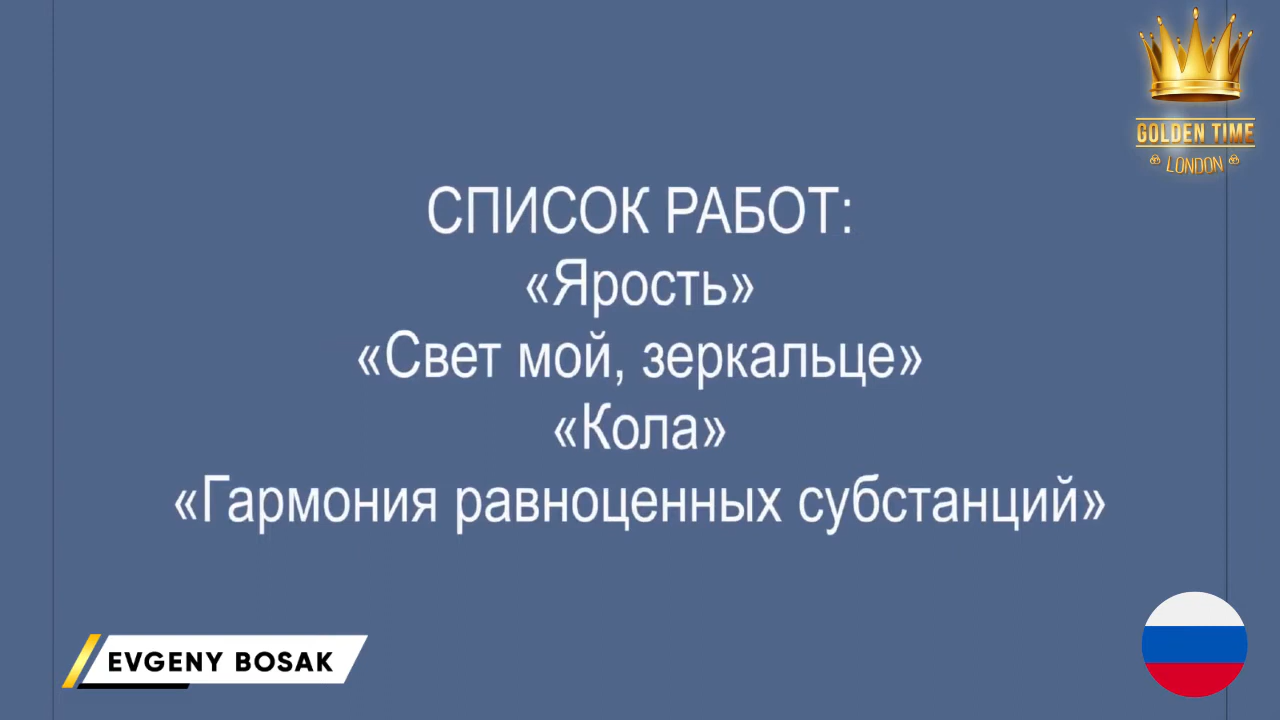 GOLDEN TIME
LONDON
СПИСОК РАБОТ:
«Ярость»
«Свет мой, зеркальце»
«Кола»
«Гармония равноценных субстанций»
EVGENY BOSAK